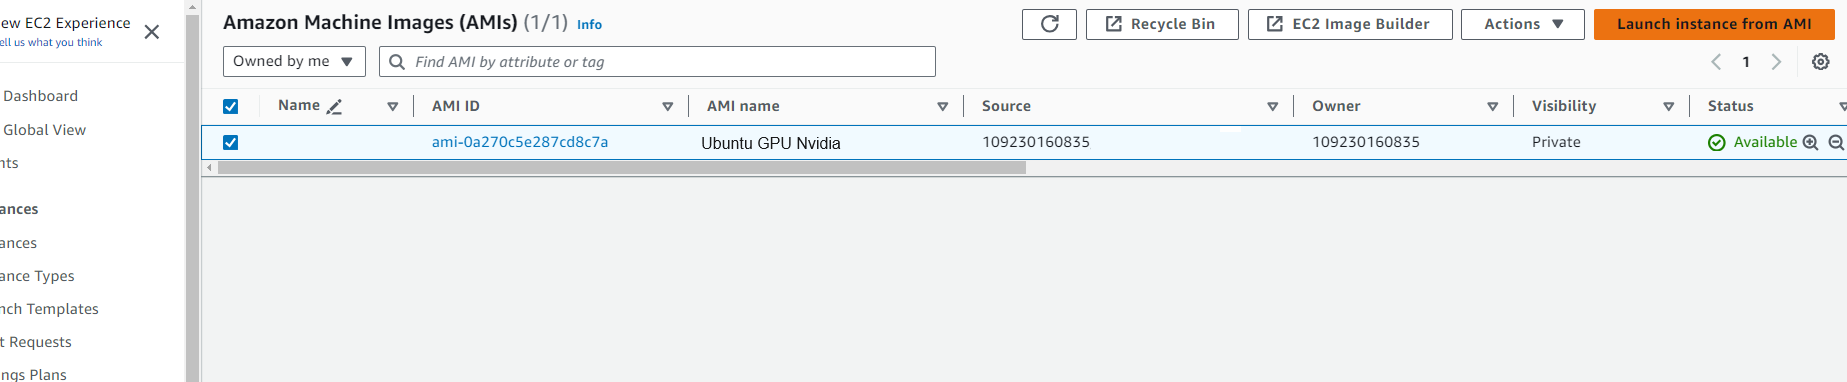 ew EC2 Experience
ell us what you think
Dashboard
Global View
nts
ances
ances
ance Types
nch Templates
t Requests
ngs Plans
Amazon Machine Images (AMIs) (1/1) Info
Recycle Bin
EC2 Image Builder
Actions
Launch instance from AMI
Owned by me
Find AMI by attribute or tag
1
Name AMI ID AMI name Source Owner Visibility Status
ami-0a270c5e287cd8c7a Ubuntu GPU Nvidia 109230160835 109230160835 Private Available